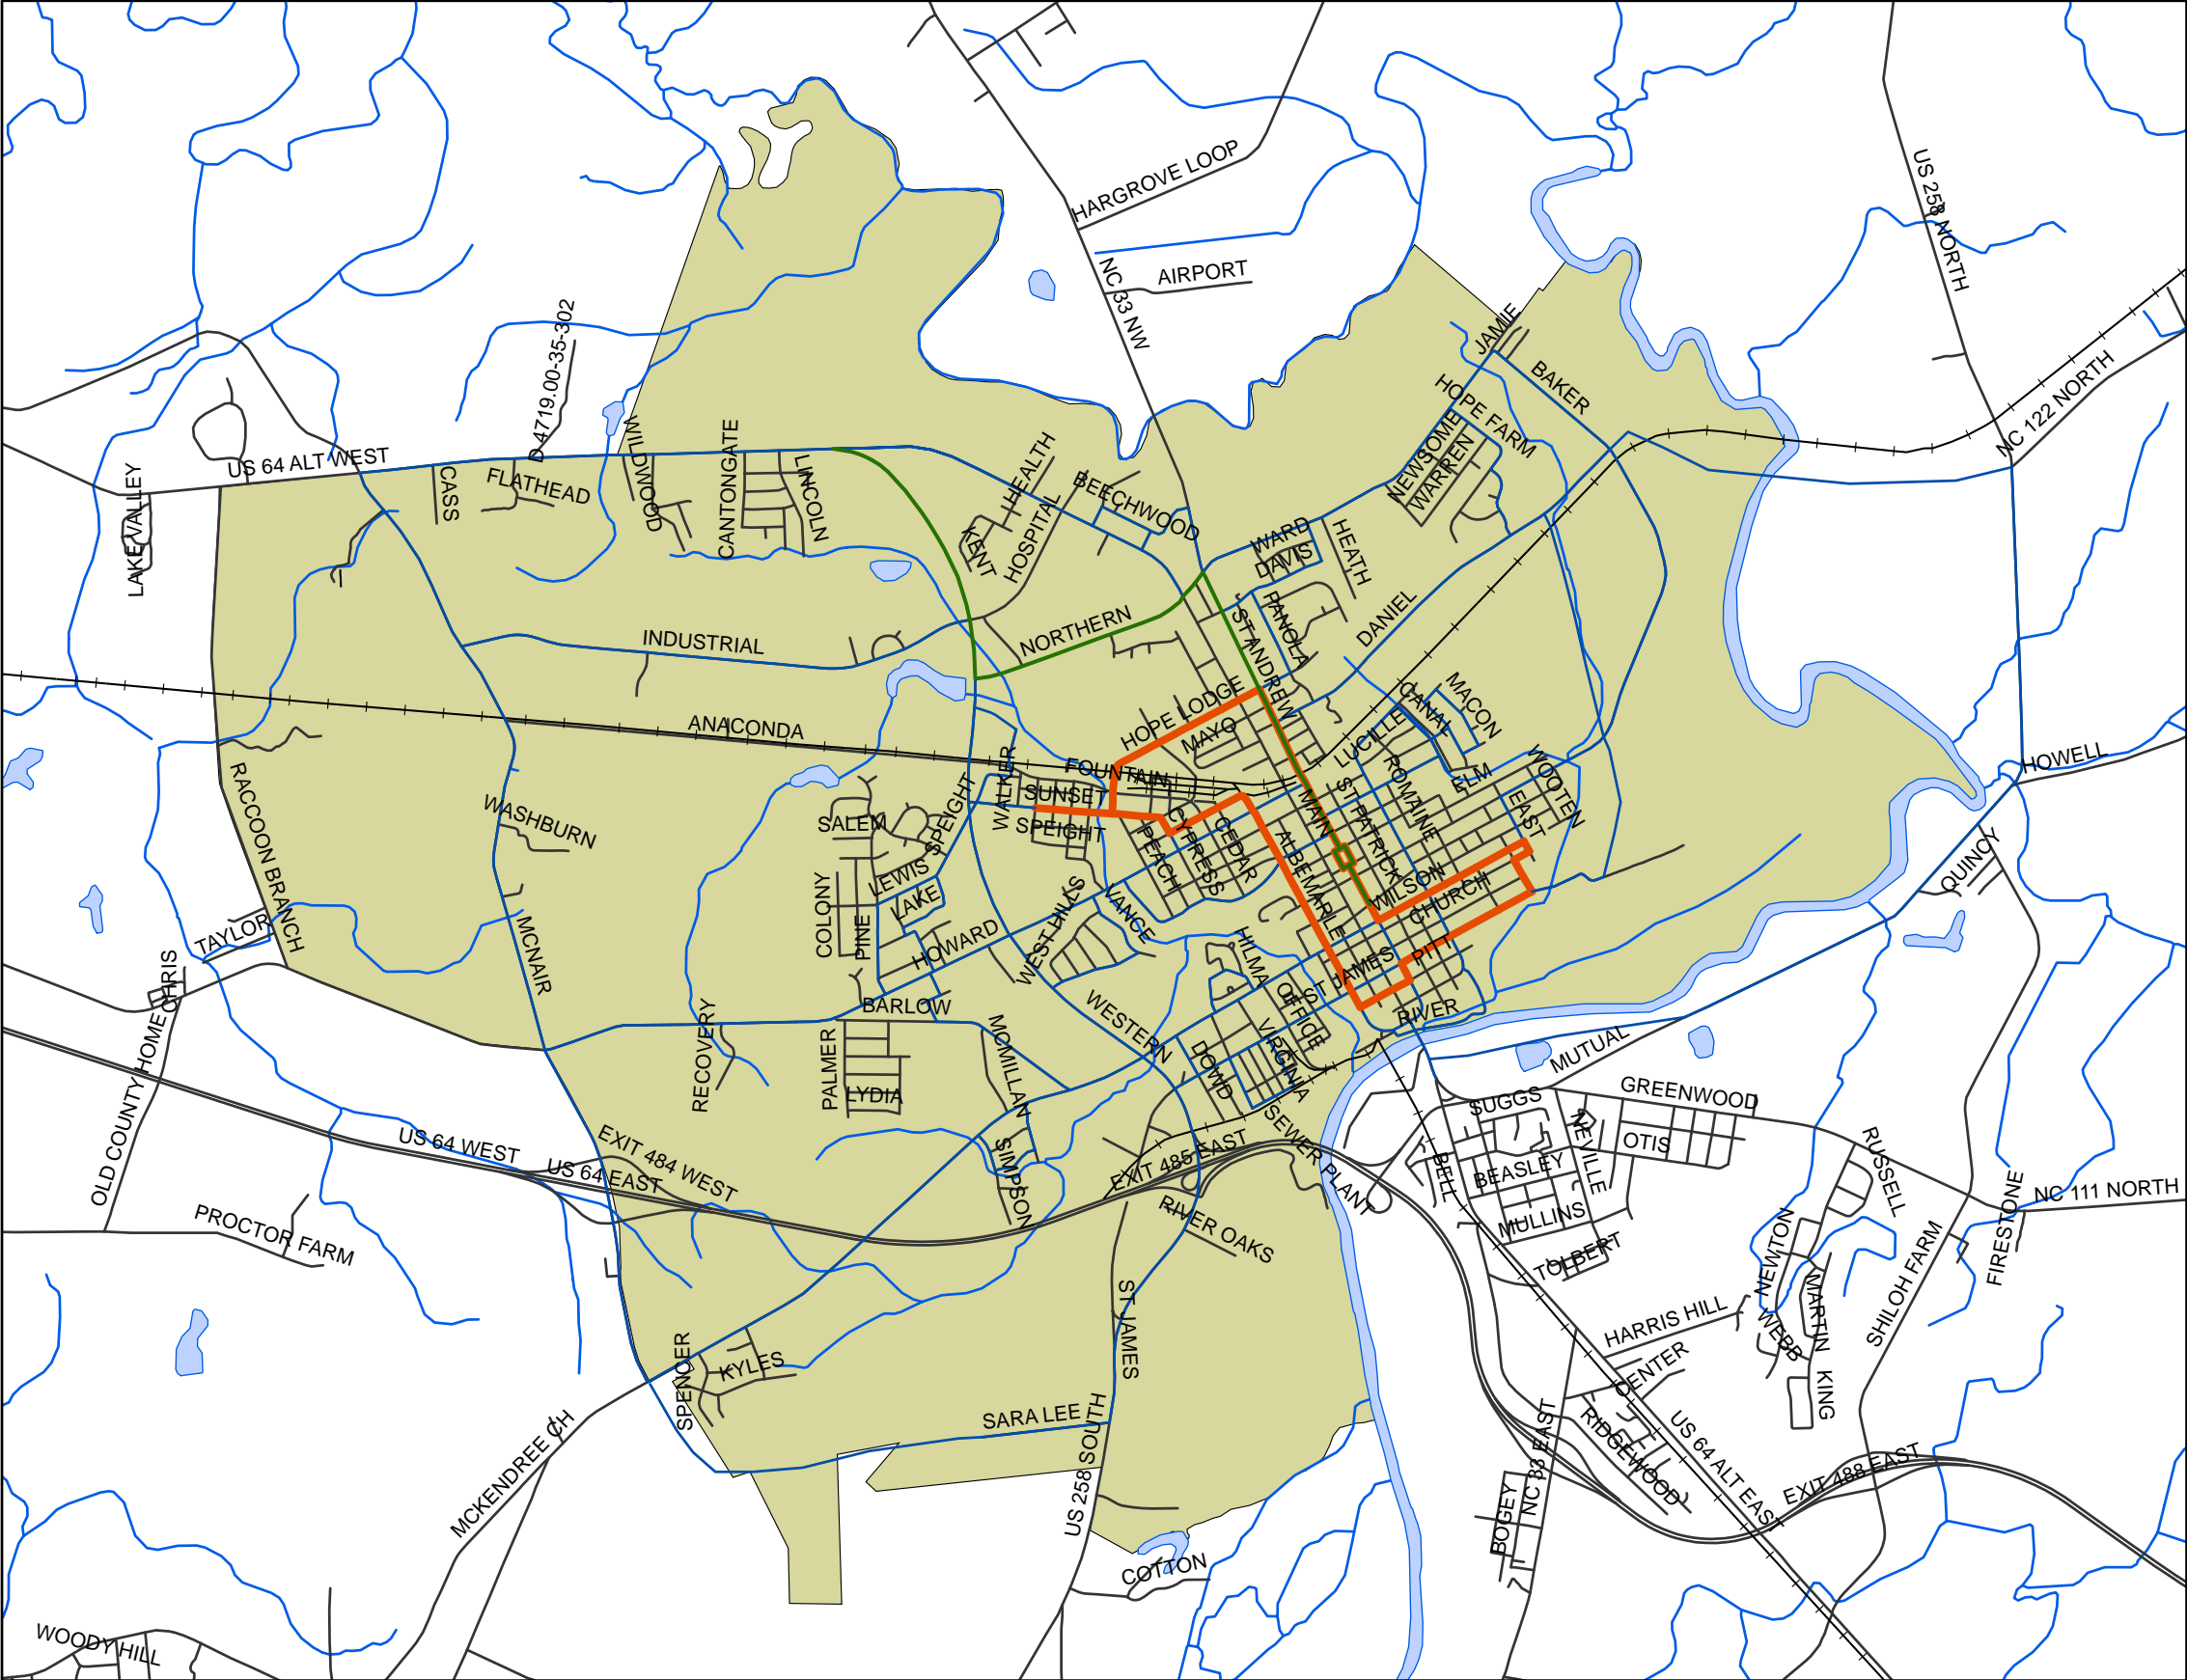 HARGROVE LOOP
US 258 NORTH
AIRPORT
NC 33 NW
D 4719.00-35-302
JAMIE
BAKER
HOPE FARM
NC 122 NORTH
US 64 ALT WEST
LAKE VALLEY
CASS
FLATHEAD
WILDWOOD
CANTONGATE
LINCOLN
HEALTH
HOSPITAL
KENT
BEECHWOOD
NEWSOME
WARREN
WARD
DAVIS
HEATH
INDUSTRIAL
NORTHERN
ST ANDREW
PANOLA
DANIEL
HOPE LODGE
MAYO
CANAL
MACON
LUCILLE
ANACONDA
WALKER
FOUNTAIN
SUNSET
SPEIGHT
HOWELL
RACCOON BRANCH
WASHBURN
SALEM
SPEIGHT
MAIN
ST PATRICK
ROMAINE
ELM
EAST
WOOTEN
PEACH
CYPRESS
CEDAR
ALBEMARLE
WILSON
CHURCH
QUINCY
COLONY
PINE
LEWIS
LAKE
HOWARD
WEST HILLS
VANCE
TAYLOR
CHRIS
MCNAIR
HILMA
OFFICE
ST JAMES
PITT
RIVER
BARLOW
WESTERN
RECOVERY
PALMER
LYDIA
MCMILLAN
DOWD
VIRGINIA
MUTUAL
GREENWOOD
SUGGS
NEVILLE
OTIS
BEASLEY
BELL
MULLINS
TOLBERT
RUSSELL
OLD COUNTY HOME
US 64 WEST
US 64 EAST
EXIT 484 WEST
SIMPSON
EXIT 485 EAST
SEWER PLANT
RIVER OAKS
NC 111 NORTH
FIRESTONE
PROCTOR FARM
NEWTON
SHILOH FARM
MARTIN KING
WEBB
HARRIS HILL
CENTER
ST JAMES
SPENCER
KYLES
SARA LEE
US 258 SOUTH
MCKENDREE CH
NC 33 EAST
RIDGEWOOD
US 64 ALT EAST
EXIT 488 EAST
BOGEY
COTTON
WOODY HILL